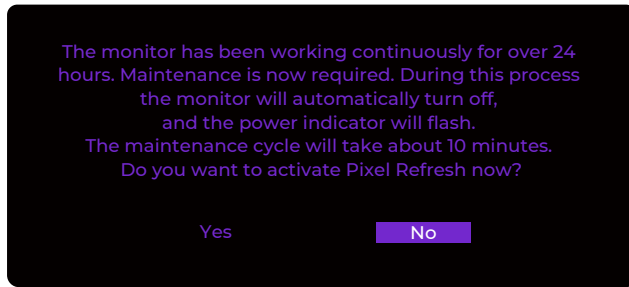 The monitor has been working continuously for over 24
hours. Maintenance is now required. During this process
the monitor will automatically turn off,
and the power indicator will flash.
The maintenance cycle will take about 10 minutes.
Do you want to activate Pixel Refresh now?
Yes No